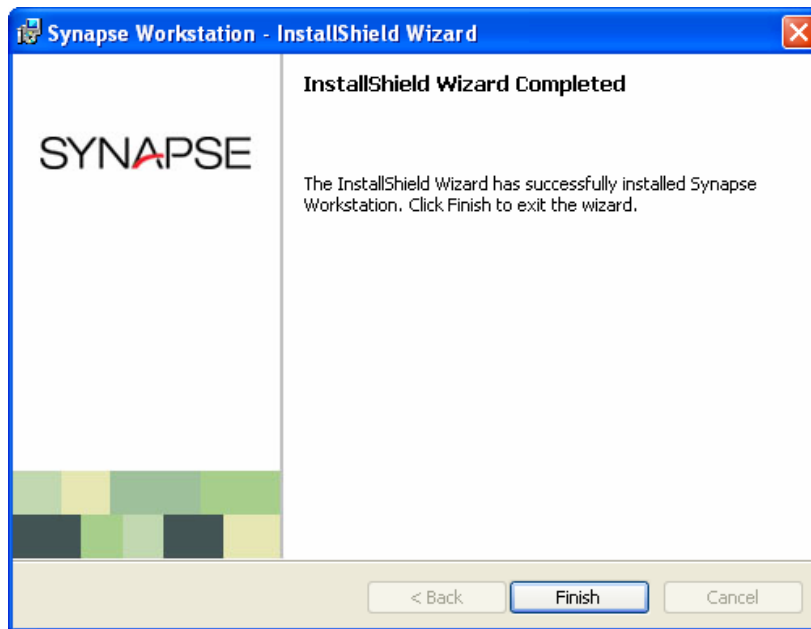 Synapse Workstation - InstallShield Wizard
InstallShield Wizard Completed
SYNAPSE
The InstallShield Wizard has successfully installed Synapse
Workstation. Click Finish to exit the wizard.
< Back
Finish
Cancel